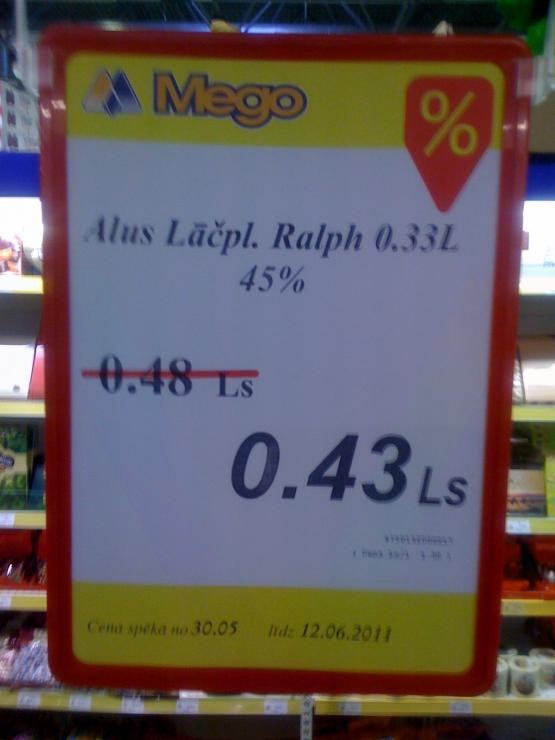 Mego
%
Alus Lāčpl. Ralph 0.33L
45%
0.48 Ls
0.43 Ls
Cena spēkā no 30.05 līdz 12.06.2011